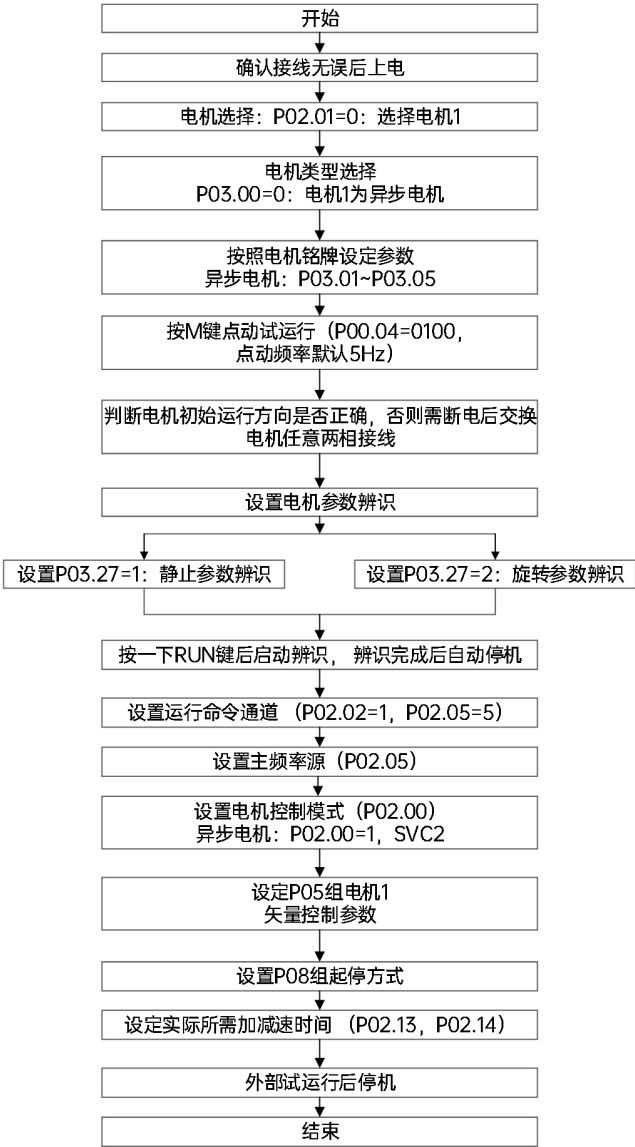 开始
确认接线无误后上电
电机选择：P02.01=0：选择电机1
电机类型选择
P03.00=0：电机1为异步电机
按照电机铭牌设定参数
异步电机：P03.01~P03.05
按M键点动试运行（P00.04=0100，
点动频率默认5Hz）
判断电机初始运行方向是否正确，否则需断电后交换
电机任意两相接线
设置电机参数辨识
设置P03.27=1：静止参数辨识
设置P03.27=2：旋转参数辨识
按一下RUN键后启动辨识， 辨识完成后自动停机
设置运行命令通道 （P02.02=1，P02.05=5）
设置主频率源（P02.05）
设置电机控制模式（P02.00）
异步电机：P02.00=1，SVC2
设定P05组电机1
矢量控制参数
设置P08组起停方式
设定实际所需加减速时间 （P02.13，P02.14）
外部试运行后停机
结束